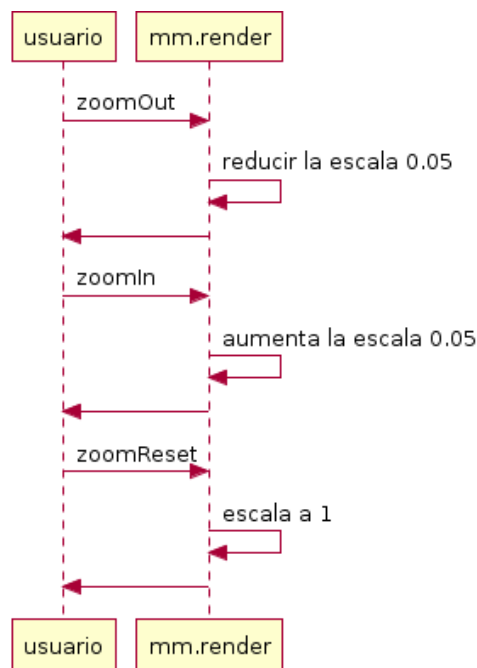 usuario mm.render
zoomOut
reducir la escala 0.05
zoomIn
aumenta la escala 0.05
zoomReset
escala a 1
usuario mm.render